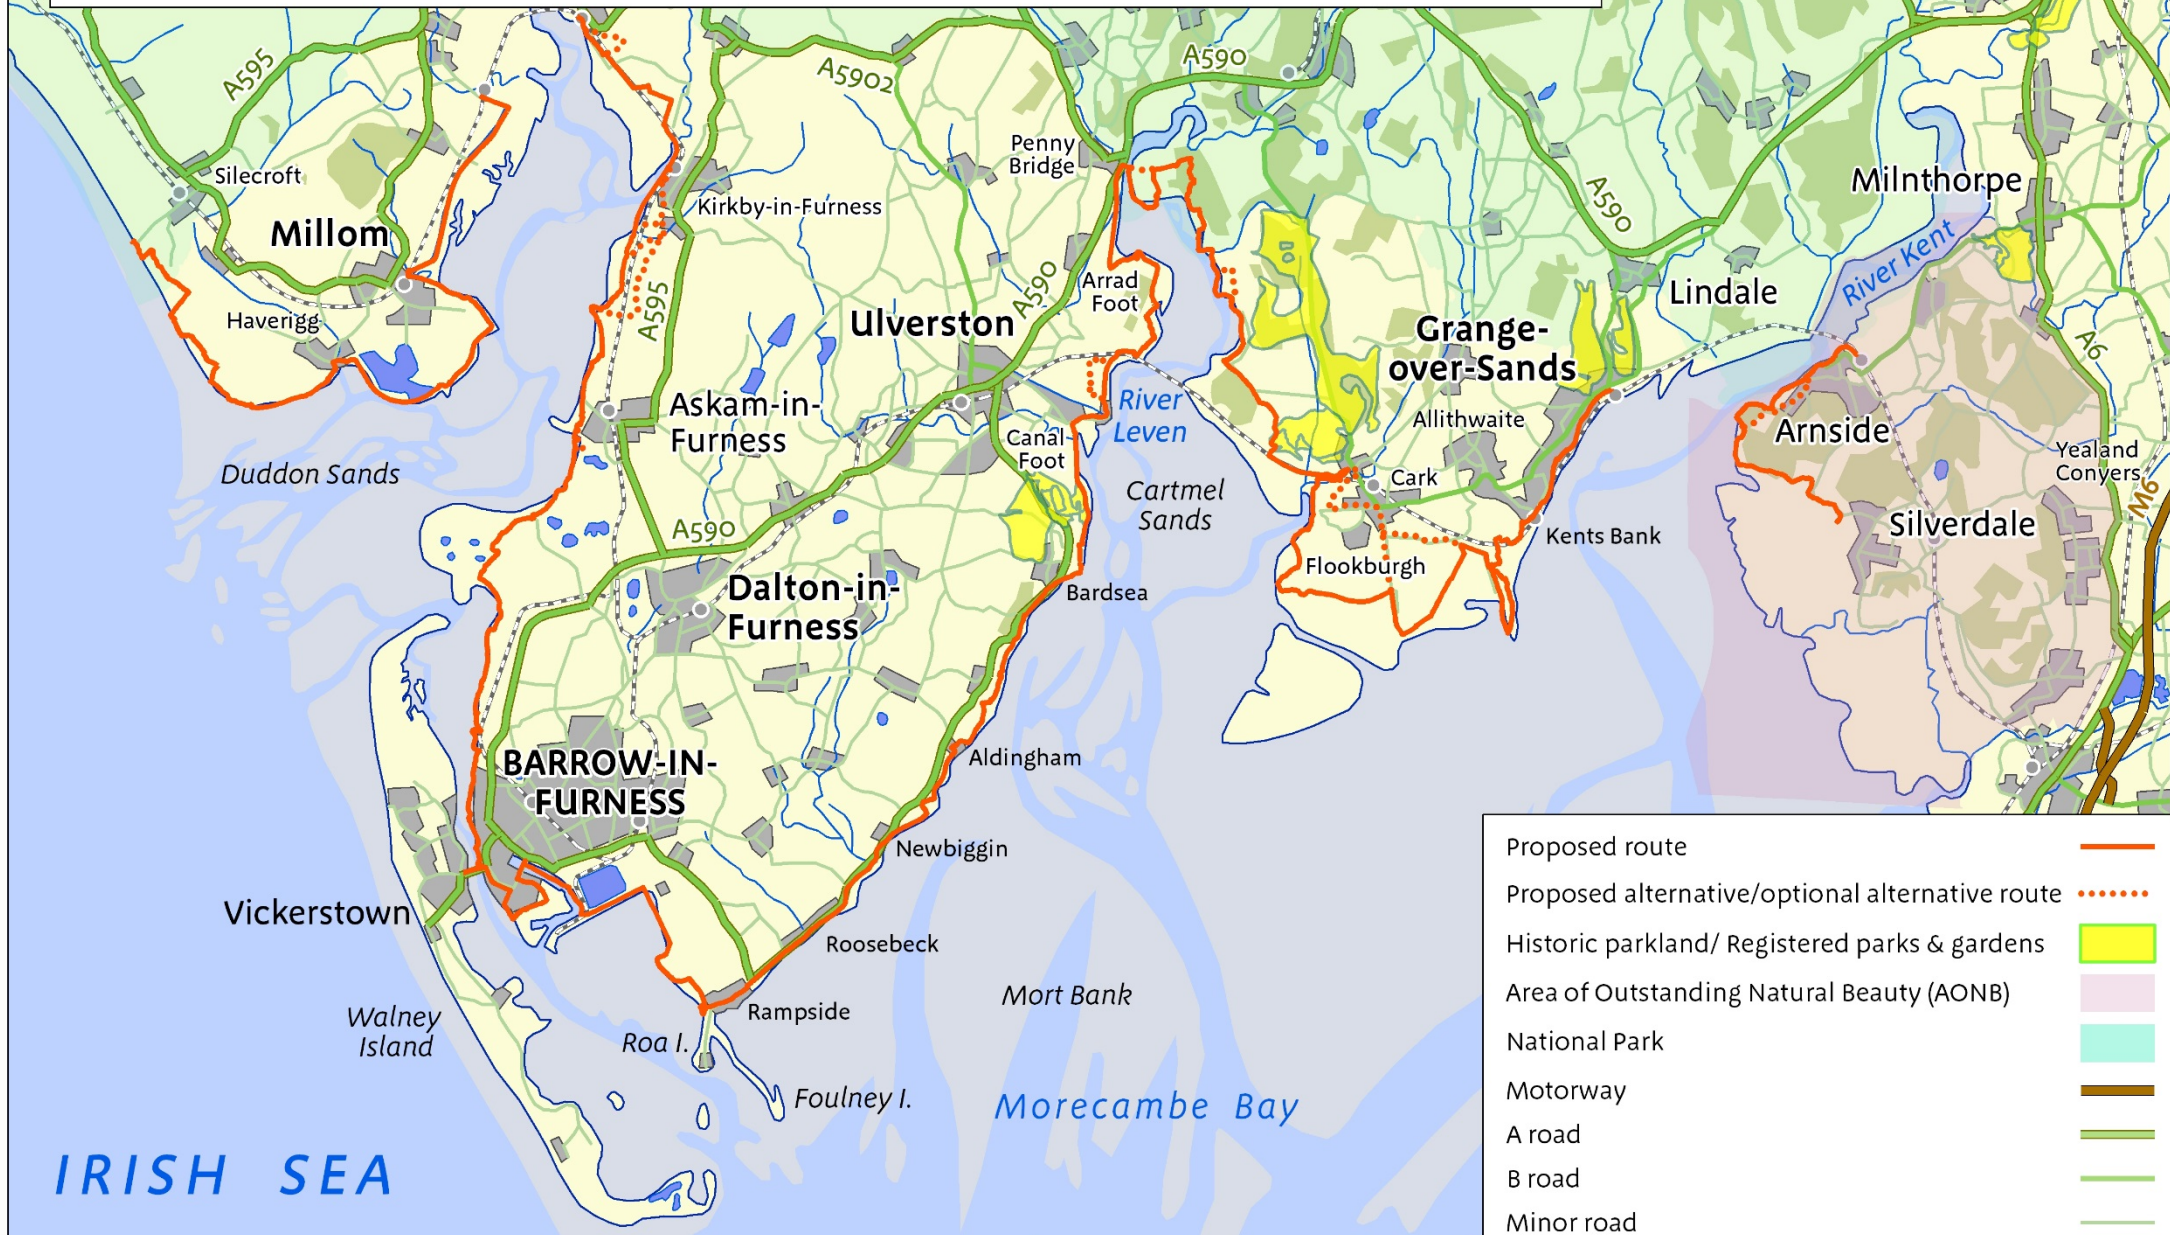 A595
A5902
A590
Penny
Bridge
Silecroft
Kirkby-in-Furness
Millom
Milnthorpe
A590
River Kent
Arrad
Foot
A590
A595
Haverigg
Ulverston
Lindale
Grange-
over-Sands
A6
Askam-in-
Furness
River
Leven
Allithwaite
Arnside
Canal
Foot
Yealand
Conyers
M6
Duddon Sands
Cark
Cartmel
Sands
Silverdale
A590
Kents Bank
Flookburgh
Dalton-in-
Furness
Bardsea
Aldingham
BARROW-IN-
FURNESS
Newbiggin
Vickerstown
Roosebeck
Mort Bank
Rampside
Walney
Island
Roa I.
Foulney I.
Morecambe Bay
IRISH SEA
Proposed route
Proposed alternative/optional alternative route
Historic parkland/ Registered parks & gardens
Area of Outstanding Natural Beauty (AONB)
National Park
Motorway
A road
B road
Minor road